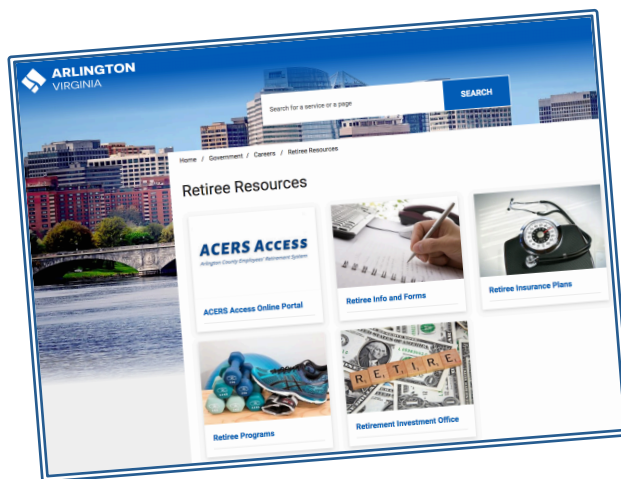 ARLINGTON
VIRGINIA
Search for a service or a page
SEARCH
Home / Government / Careers / Retiree Resources
Retiree Resources
ACERS ACCESS
Arlington County Employees' Retirement System
ACERS Access Online Portal
Retiree Info and Forms
Retiree Insurance Plans
Retiree Programs
RETIRE
Retirement Investment Office